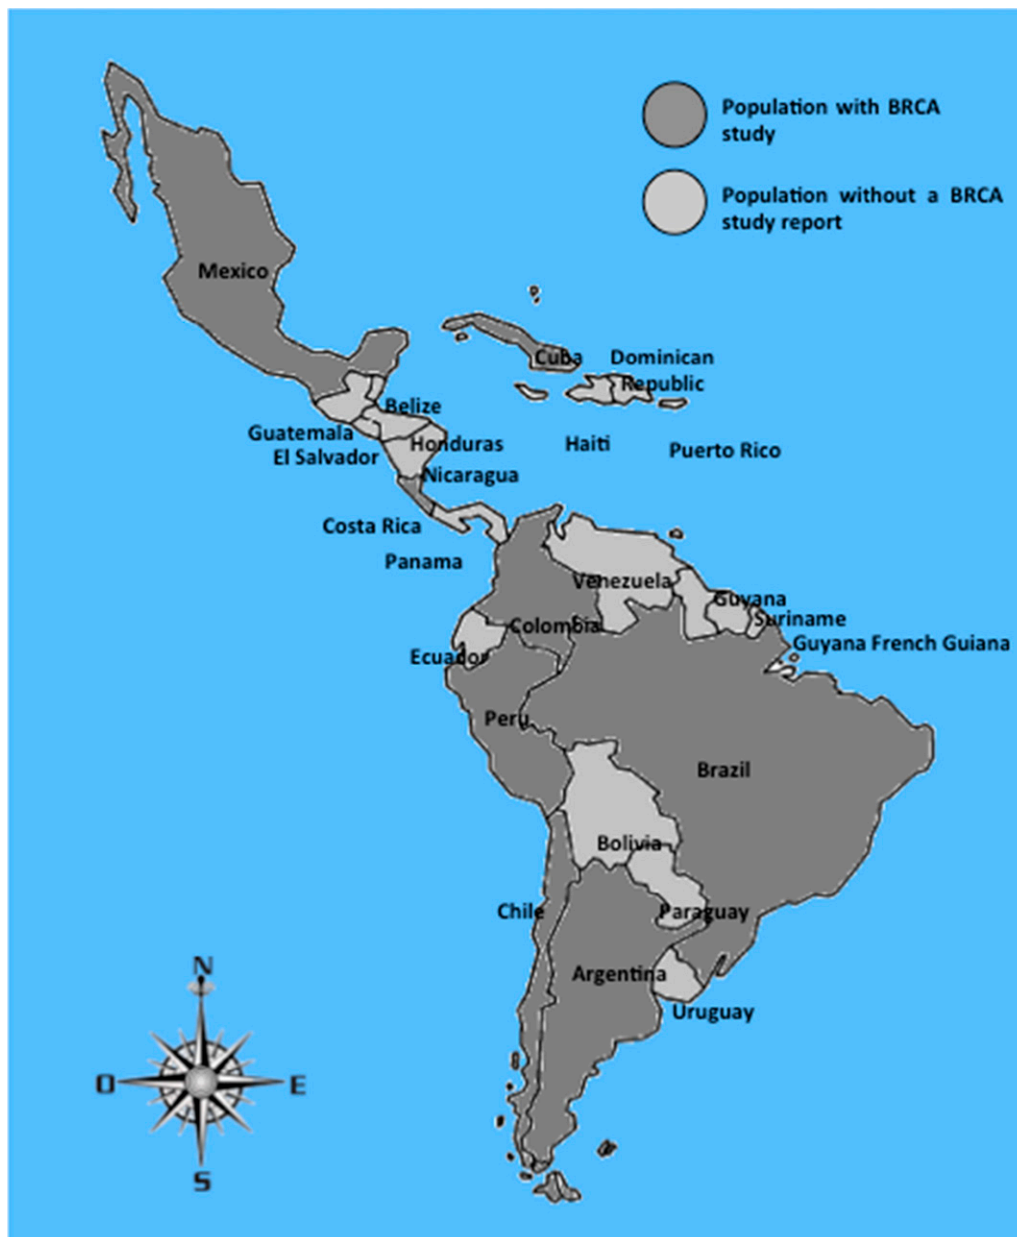 Population with BRCA
study
Population without a BRCA
study report
Mexico
Cuba
Dominican
Republic
Belize
Guatemala
Honduras
Haiti
Puerto Rico
El Salvador
Nicaragua
Costa Rica
Panama
Venezuela
Guyana
Suriname
Colombia
Guyana French Guiana
Ecuador
Peru
Brazil
Bolivia
Chile
Paraguay
Argentina
Uruguay
N
O
E
S